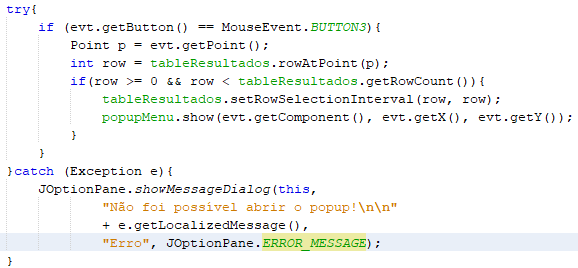 try{
if (evt.getButton() == MouseEvent.BUTTON3){
Point p = evt.getPoint();
int row = tableResultados.rowAtPoint(p);
if(row >= 0 && row < tableResultados.getRowCount()){
tableResultados.setRowSelectionInterval(row, row);
popupMenu.show(evt.getComponent(), evt.getX(), evt.getY());
}
}
}catch (Exception e){
JOptionPane.showMessageDialog(this,
"Não foi possível abrir o popup!\n\n"
+ e.getLocalizedMessage(),
"Erro", JOptionPane.ERROR_MESSAGE);
}